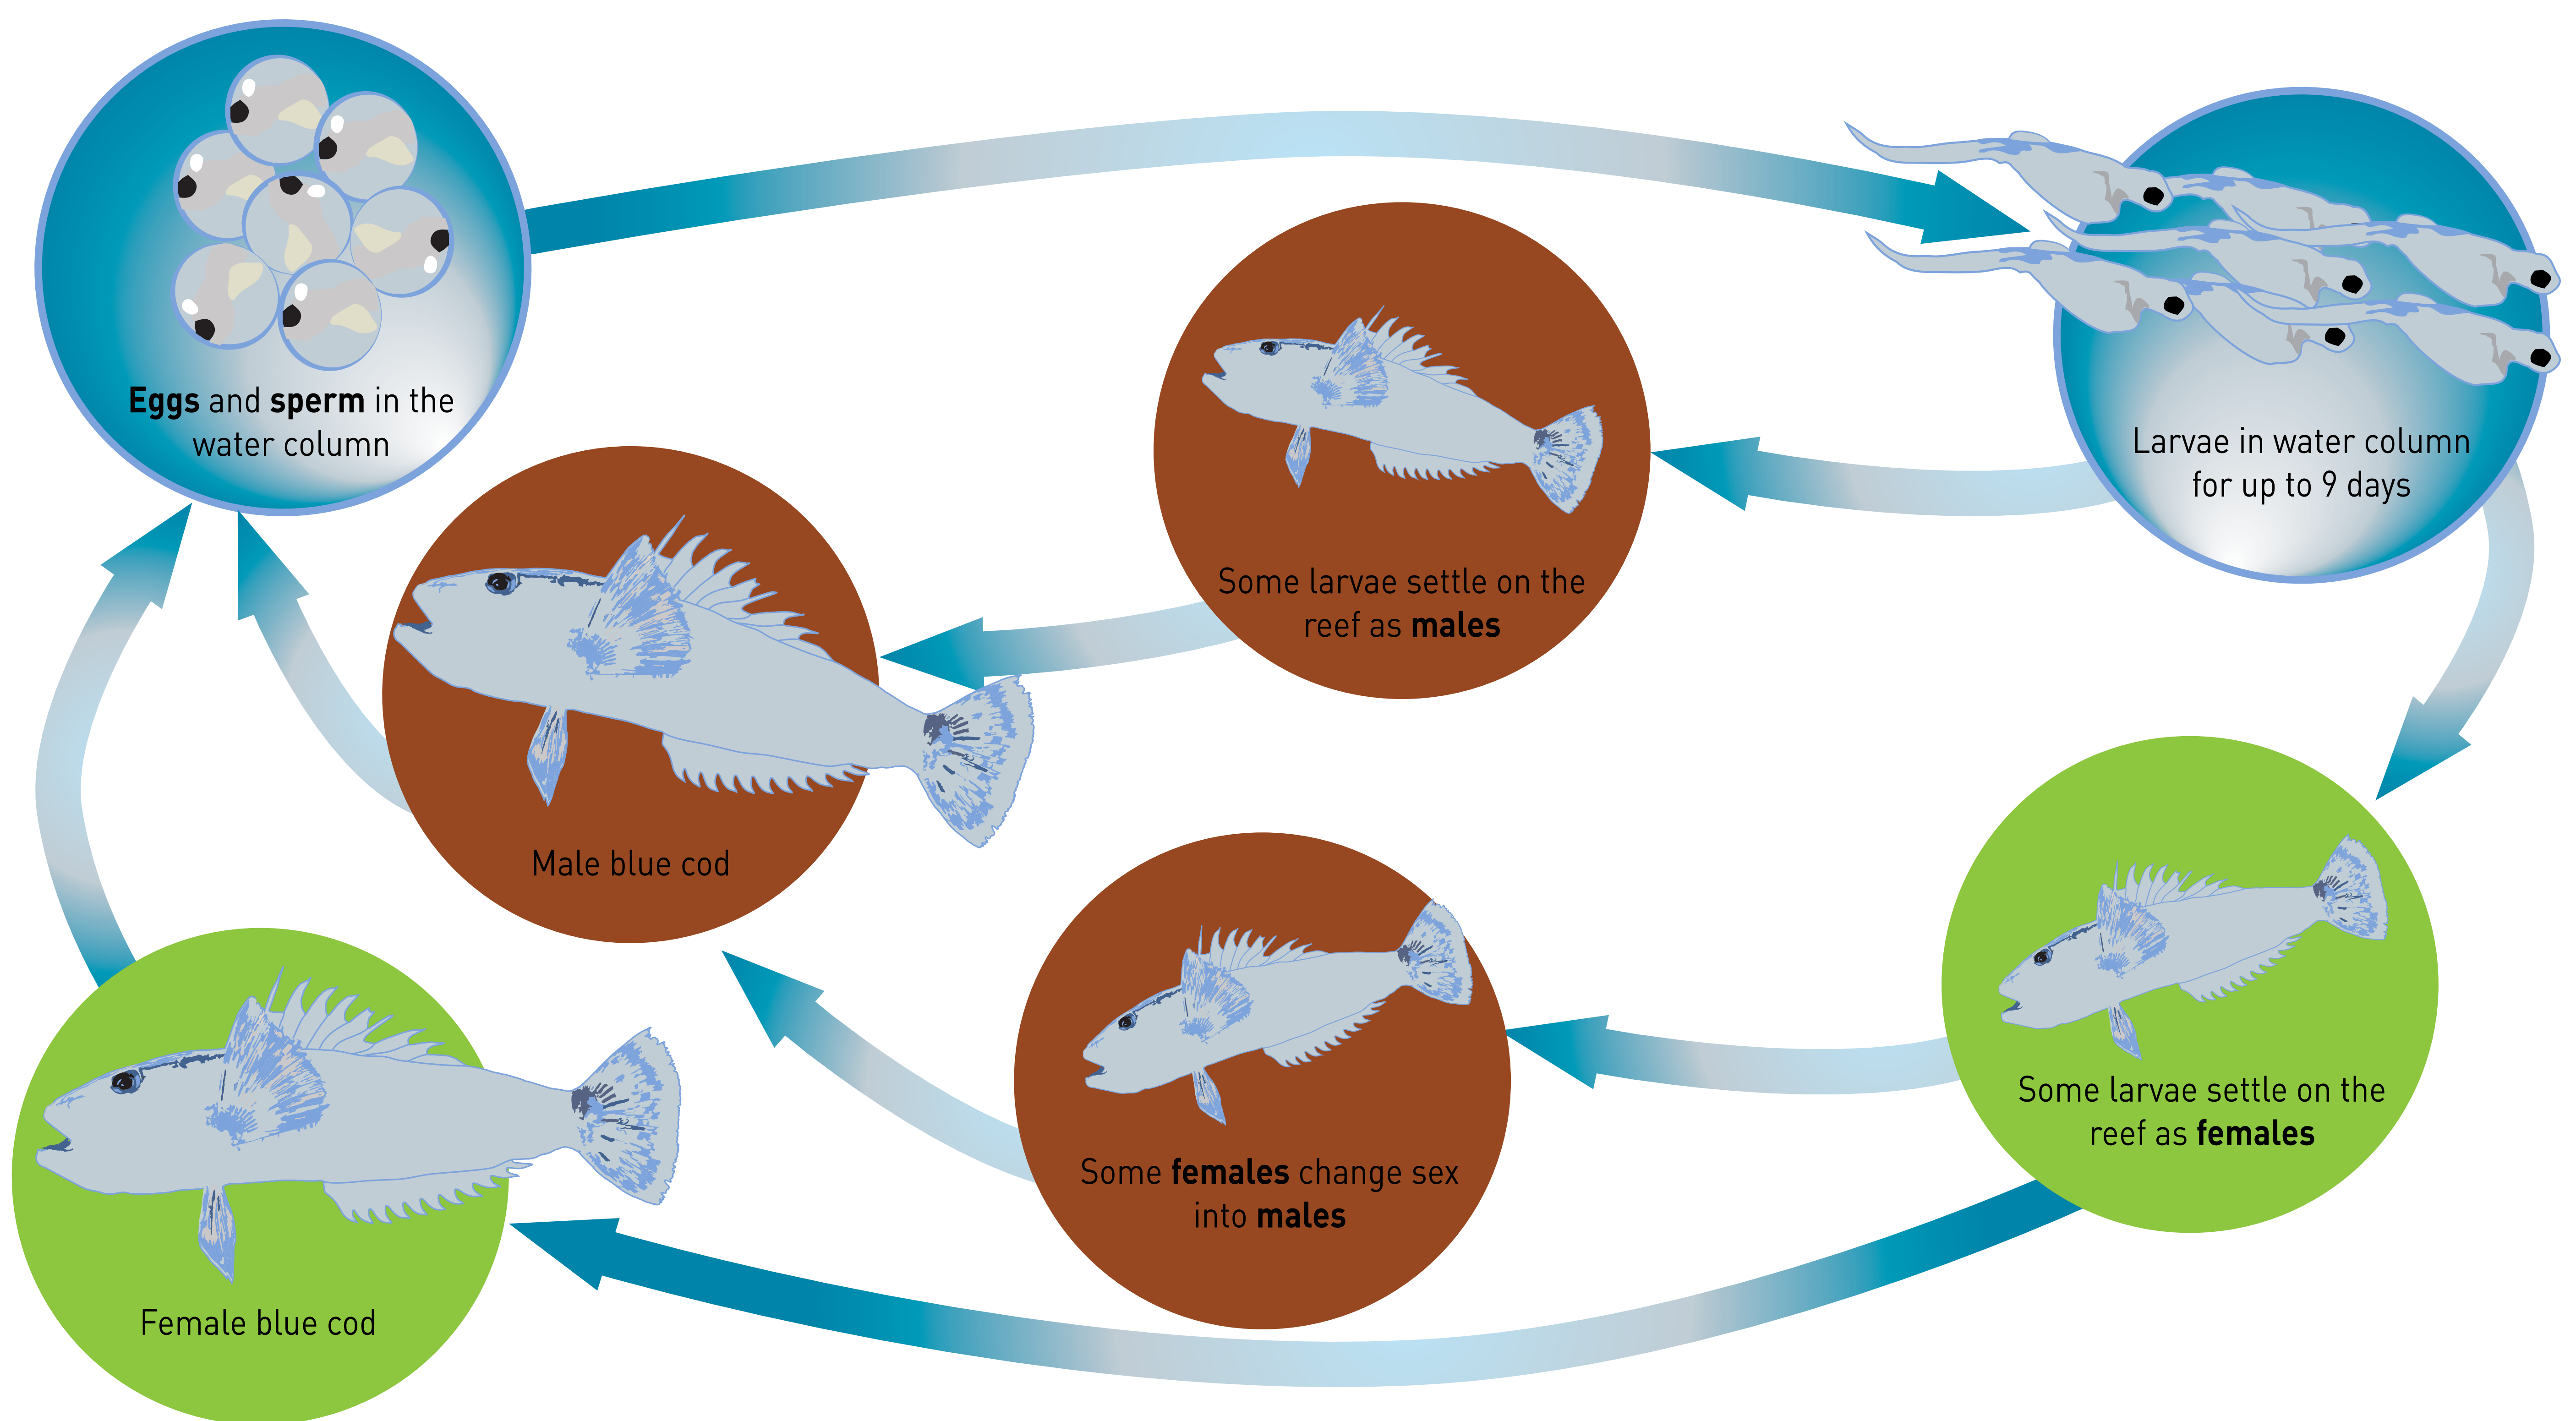 Eggs and sperm in the
water column
Larvae in water column
for up to 9 days
Some larvae settle on the
reef as males
Male blue cod
Some larvae settle on the
reef as females
Some females change sex
into males
Female blue cod